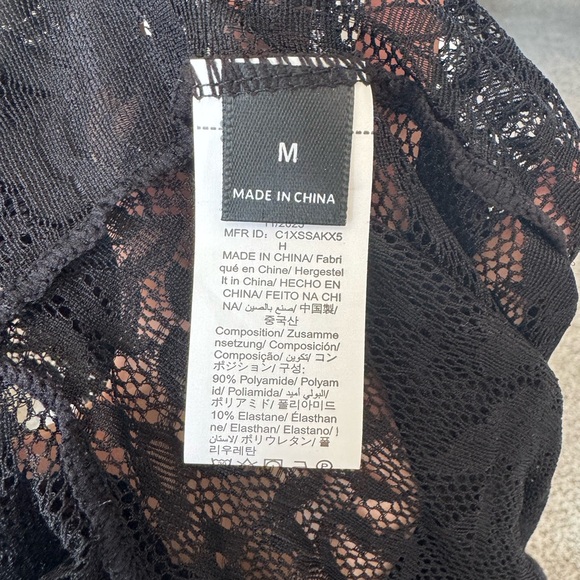 M
MADE IN CHINA
11/2023
MFR ID: C1XSSAKX5
H
MADE IN CHINA/ Fabri
qué en Chine/ Hergestel
lt in China/ HECHO EN
CHINA/ FEITO NA CHI
NA/ صنع بالصين/ 中国製/
중국산
Composition/ Zusamme
nsetzung/ Composición/
Composição/ تكوين/ コン
ポジション/ 구성:
90% Polyamide/ Polyam
id/ Poliamida/ البولي أميد/
ポリアミド/ 폴리아미드
10% Elastane/ Élasthan
ne/ Elasthan/ Elastano/ إ
لاستان/ ポリウレタン/ 폴
리우레탄